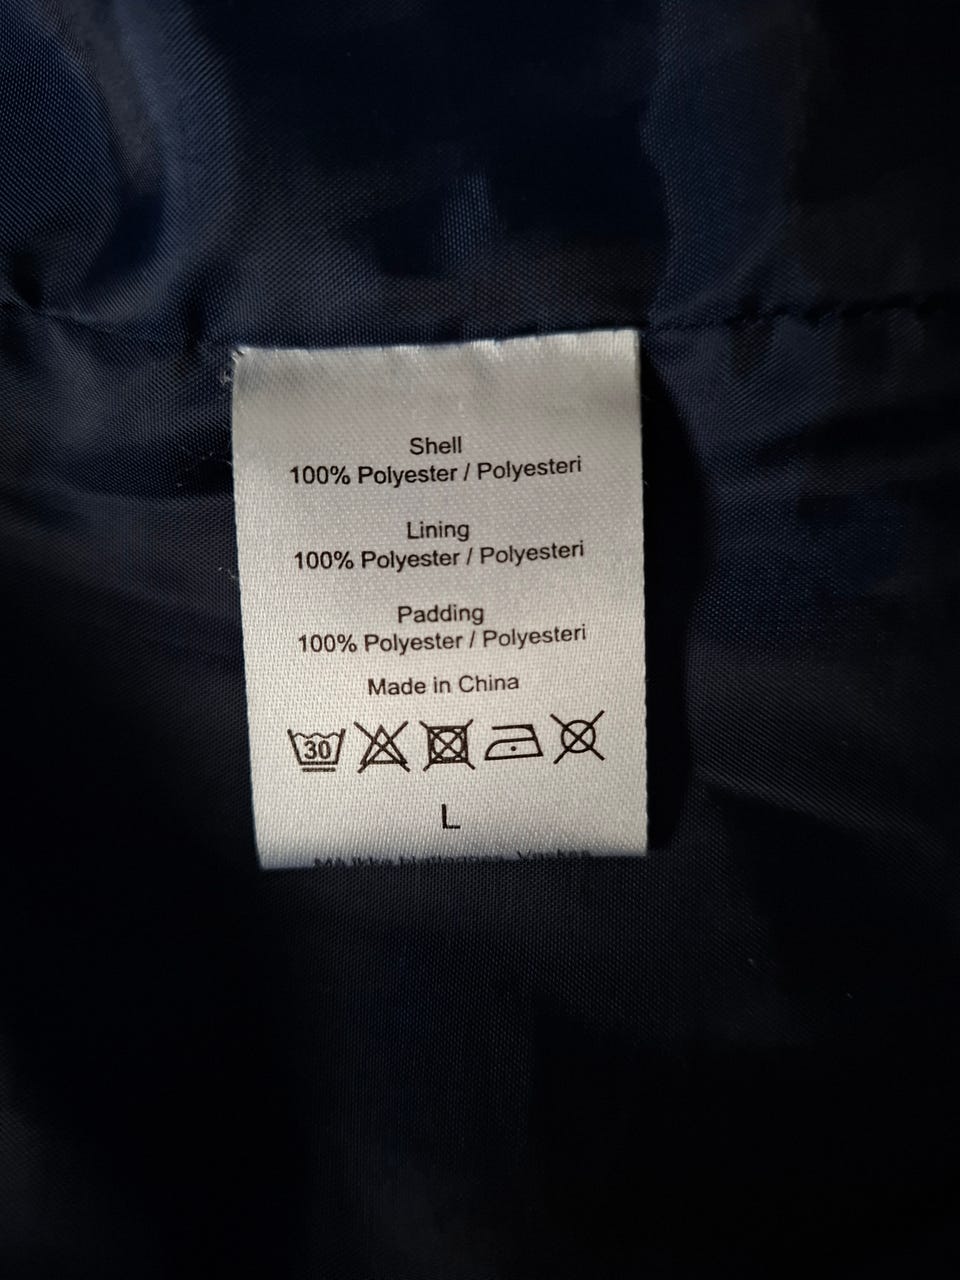 Shell
100% Polyester / Polyesteri
Lining
100% Polyester / Polyesteri
Padding
100% Polyester / Polyesteri
Made in China
30
L